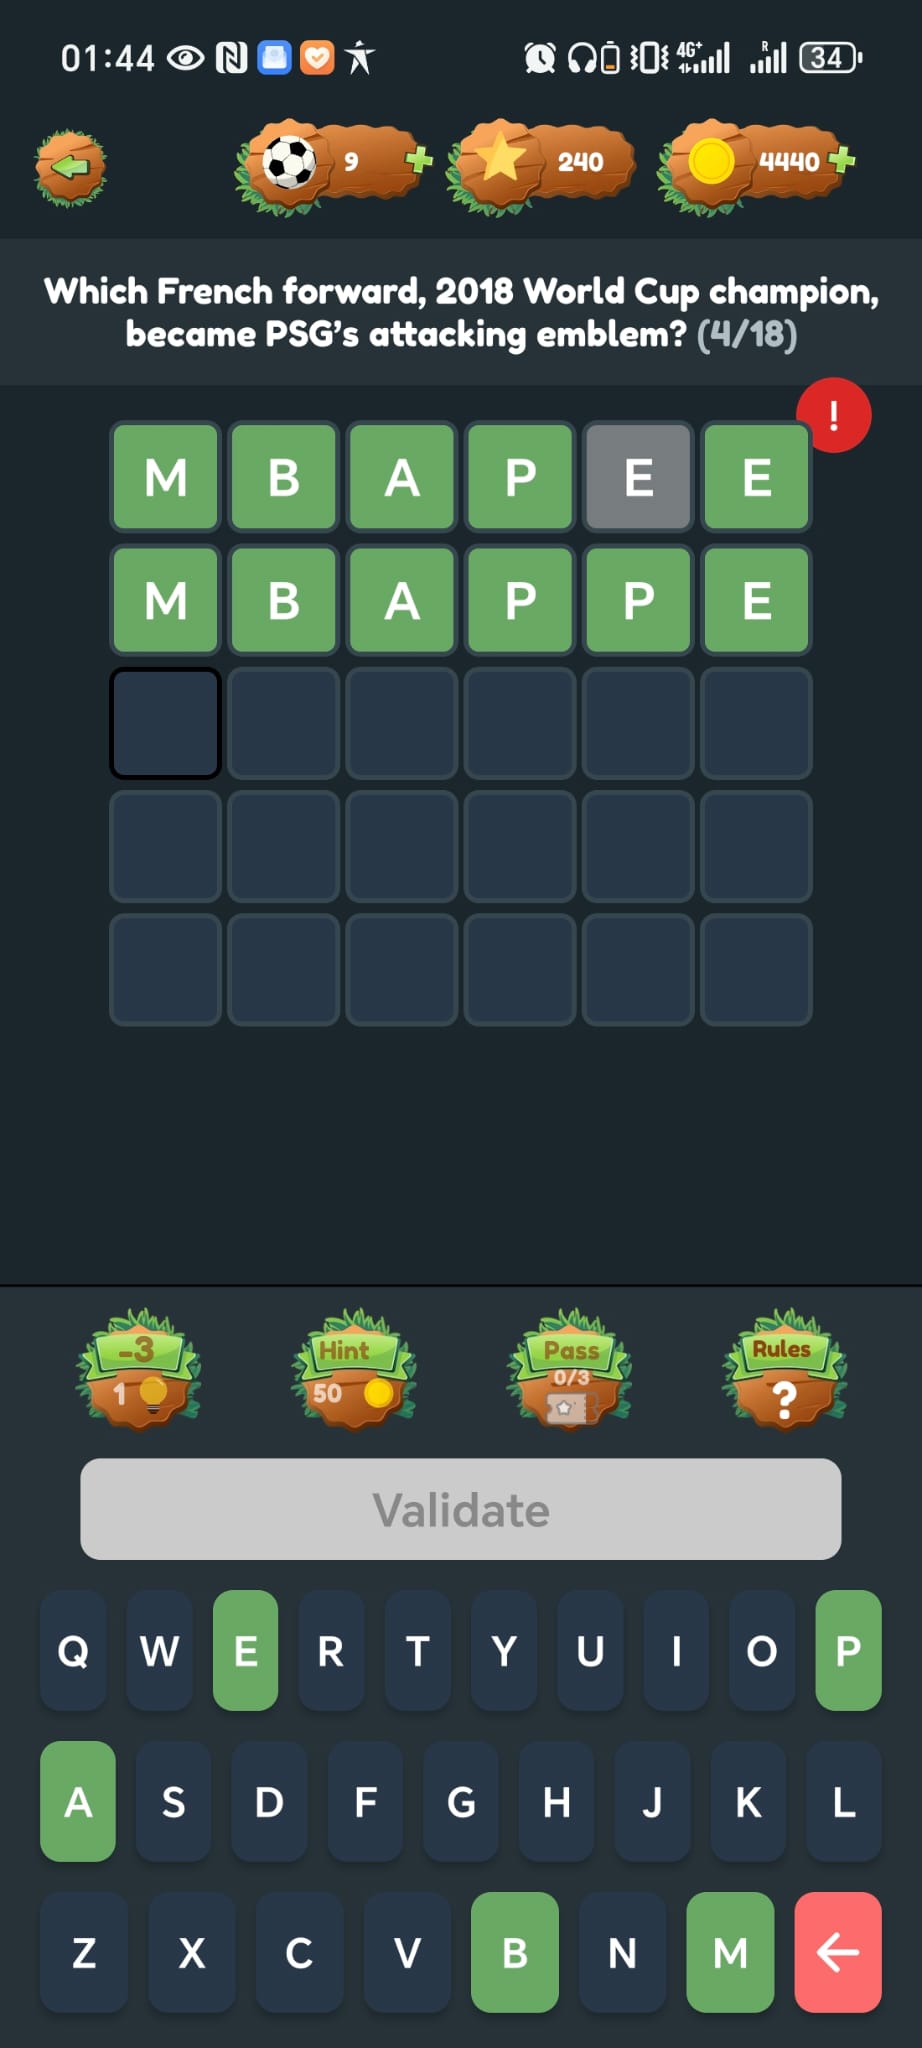 01:44 4G+ R 34
9 240 4440
Which French forward, 2018 World Cup champion,
became PSG's attacking emblem? (4/18)
!
M B A P E E
M B A P P E
-3 Hint Pass Rules
1 50 0/3 ?
Validate
Q W E R T Y U I O P
A S D F G H J K L
Z X C V B N M